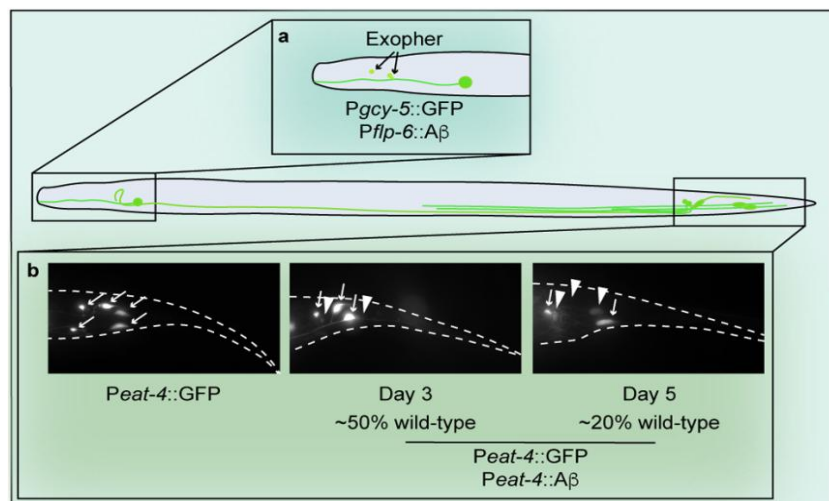 a
Exopher
Pgcy-5::GFP
Pflp-6::Aβ
b
Peat-4::GFP
Day 3
~50% wild-type
Day 5
~20% wild-type
Peat-4::GFP
Peat-4::Aβ